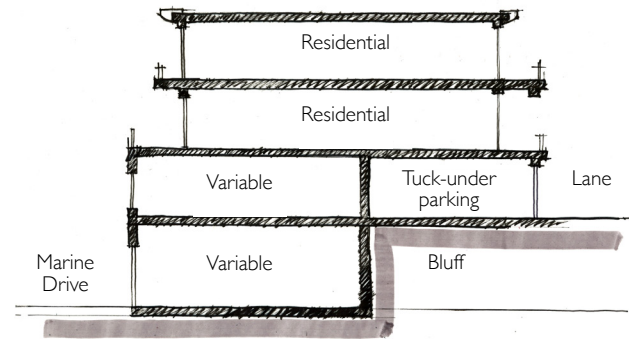 Residential
Residential
Variable
Tuck-under
parking
Lane
Marine
Drive
Variable
Bluff